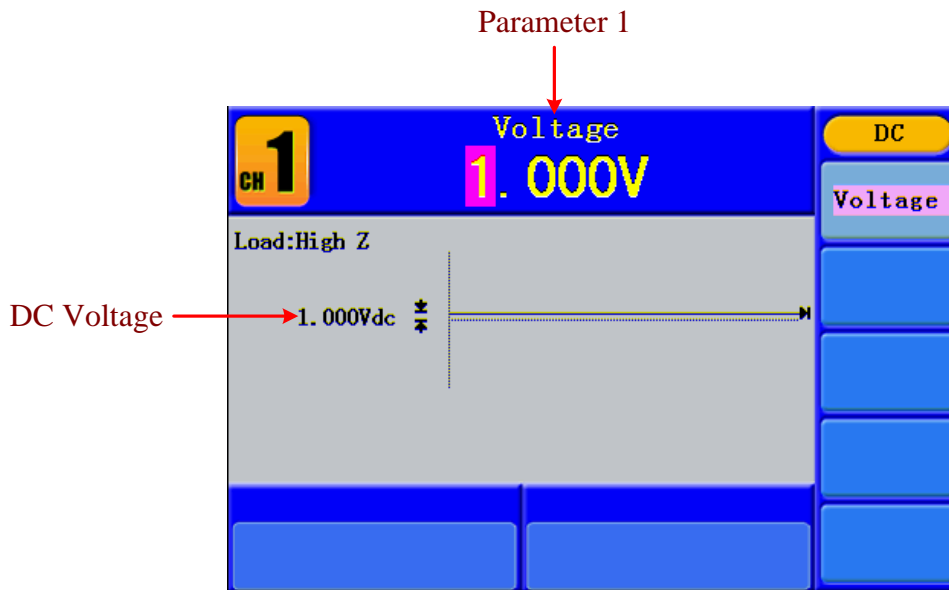 Parameter 1
CH 1
Voltage
1.000V
DC
Voltage
Load:High Z
DC Voltage
1.000Vdc